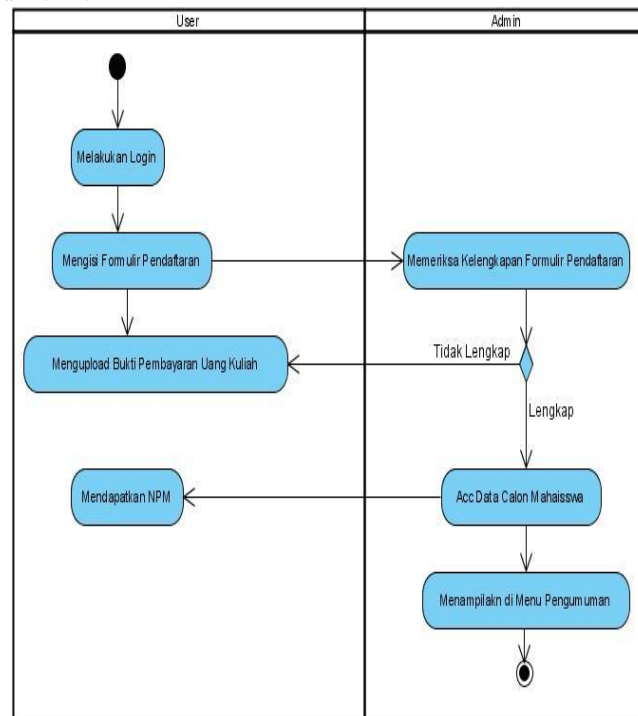 User
Admin
Melakukan Login
Mengisi Formulir Pendaftaran
Memeriksa Kelengkapan Formulir Pendaftaran
Tidak Lengkap
Mengupload Bukti Pembayaran Uang Kuliah
Lengkap
Mendapatkan NPM
Acc Data Calon Mahaisswa
Menampilakn di Menu Pengumuman